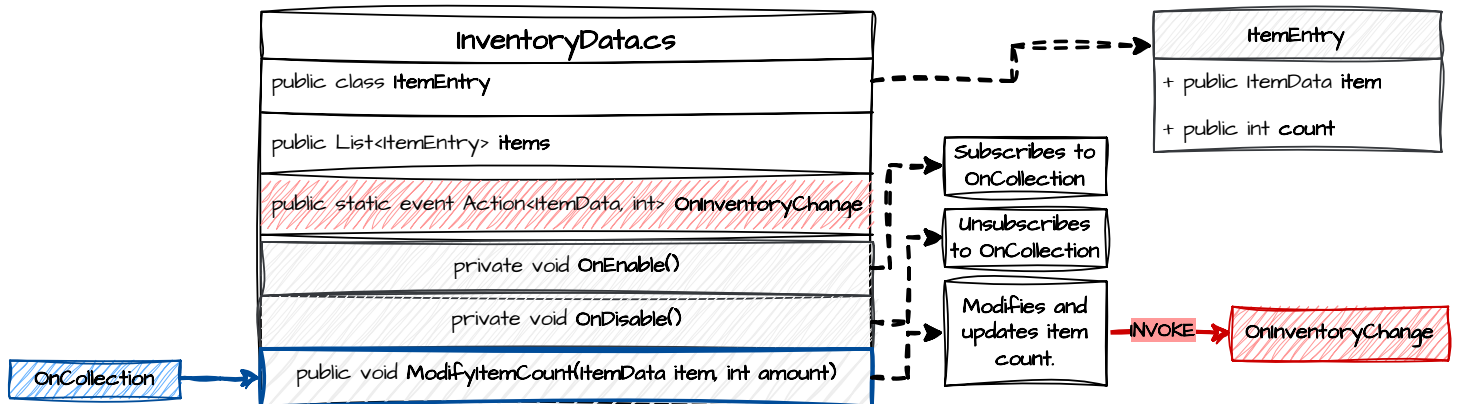 InventoryData.cs
public class ItemEntry
public List<ItemEntry> items
public static event Action<ItemData, int> OnInventoryChange
private void OnEnable()
private void OnDisable()
public void ModifyItemCount(ItemData item, int amount)
OnCollection
ItemEntry
+ public ItemData item
+ public int count
Subscribes to
OnCollection
Unsubscribes
to OnCollection
Modifies and
updates item
count.
INVOKE
OnInventoryChange